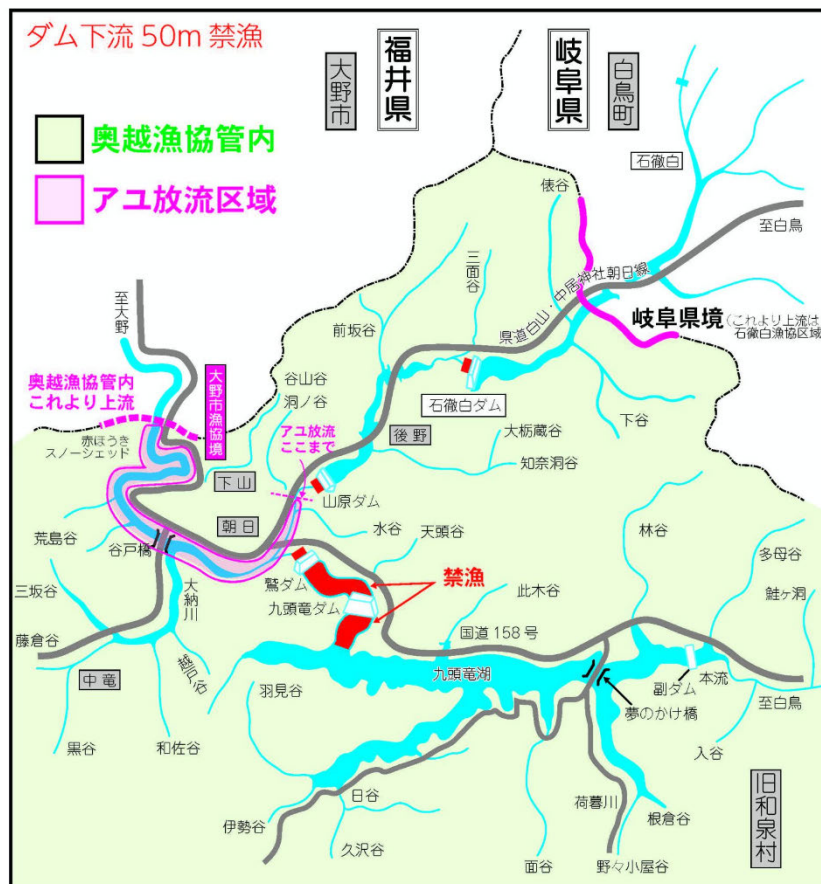 ダム下流50m禁漁
福井県
大野市
岐阜県
白鳥町
奥越漁協管内
アユ放流区域
石徹白
俵谷
至白鳥
三面谷
県道白山・中居神社朝日線
岐阜県境(これより上流は
石徹白漁協区域)
前坂谷
至大野
奥越漁協管内
これより上流
大野市漁協境
谷山谷
洞ノ谷
アユ放流
ここまで
石徹白ダム
後野
大栃蔵谷
下谷
知奈洞谷
赤ほうき
スノーシェッド
下山
山原ダム
朝日
水谷
天頭谷
林谷
多母谷
鮭ヶ洞
荒島谷
谷戸橋
鷲ダム
禁漁
此木谷
三坂谷
大納川
九頭竜ダム
国道158号
藤倉谷
越戸谷
中竜
羽見谷
九頭竜湖
副ダム
本流
夢のかけ橋
至白鳥
黒谷
和佐谷
入谷
日谷
荷暮川
旧和泉村
伊勢谷
久沢谷
面谷
根倉谷
野々小屋谷